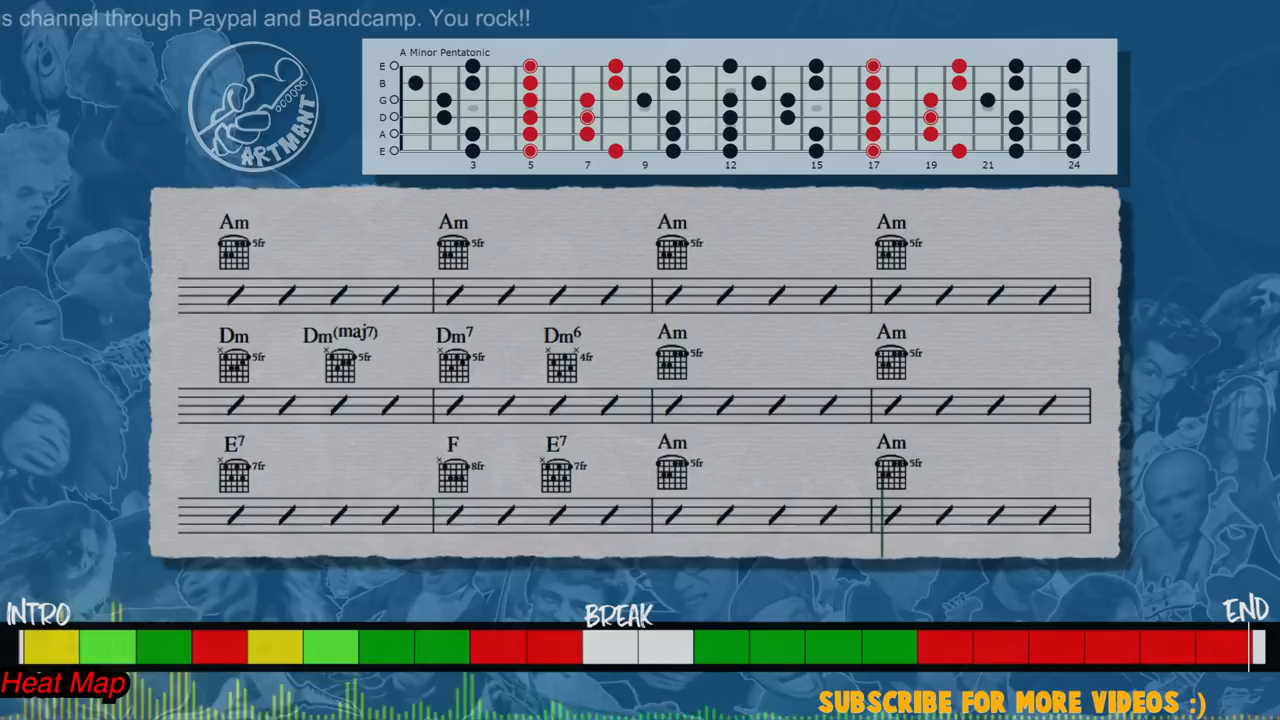 s channel through Paypal and Bandcamp. You rock!!
ARTMANT
A Minor Pentatonic
E
B
G
D
A
E
3 5 7 9 12 15 17 19 21 24
Am Am Am Am
5fr 5fr 5fr 5fr
Dm Dm(maj7) Dm7 Dm6 Am Am
x 5fr x 5fr x 5fr x x 4fr 5fr 5fr
E7 F E7 Am Am
x 7fr x 8fr x 7fr 5fr 5fr
INTRO BREAK END
Heat Map
SUBSCRIBE FOR MORE VIDEOS :)